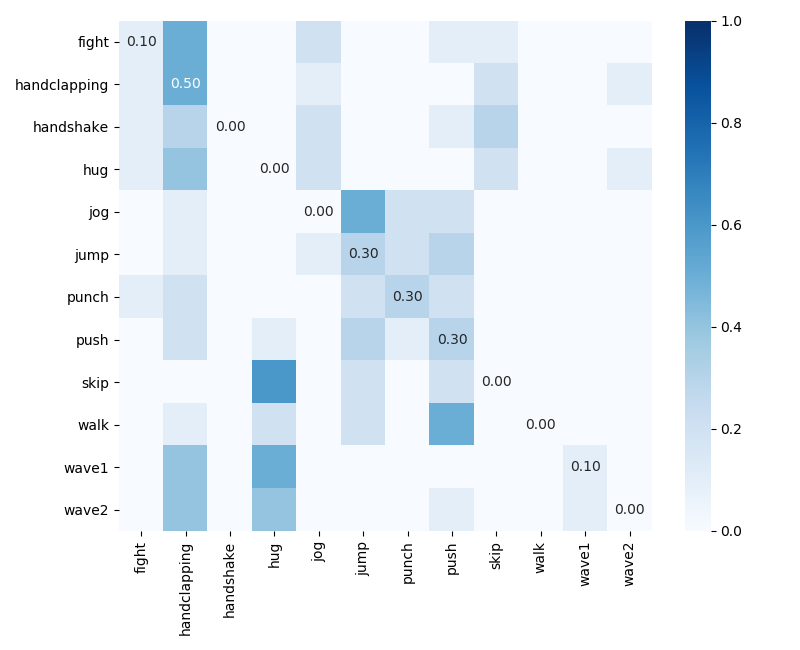 fight 0.10 1.0
handclapping 0.50
handshake 0.00 0.8
hug 0.00
jog 0.00 0.6
jump 0.30
punch 0.30 0.4
push 0.30
skip 0.00
walk 0.00 0.2
wave1 0.10
wave2 0.00 0.0
fight handclapping handshake hug jog jump punch push skip walk wave1 wave2